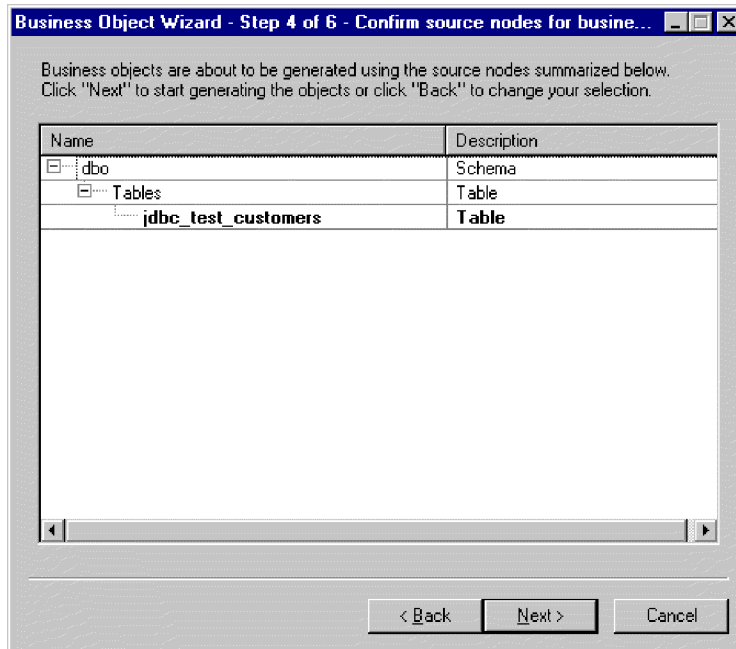 Business Object Wizard - Step 4 of 6 - Confirm source nodes for busine...
Business objects are about to be generated using the source nodes summarized below.
Click "Next" to start generating the objects or click "Back" to change your selection.
Name Description
dbo Schema
Tables Table
jdbc_test_customers Table
< Back Next > Cancel